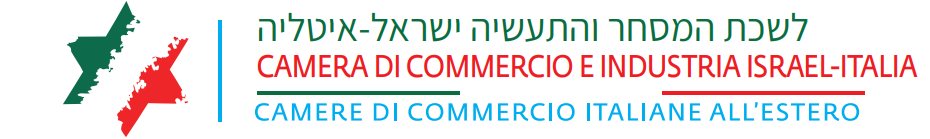 לשכת המסחר והתעשיה ישראל-איטליה
CAMERA DI COMMERCIO E INDUSTRIA ISRAEL-ITALIA
CAMERE DI COMMERCIO ITALIANE ALL'ESTERO